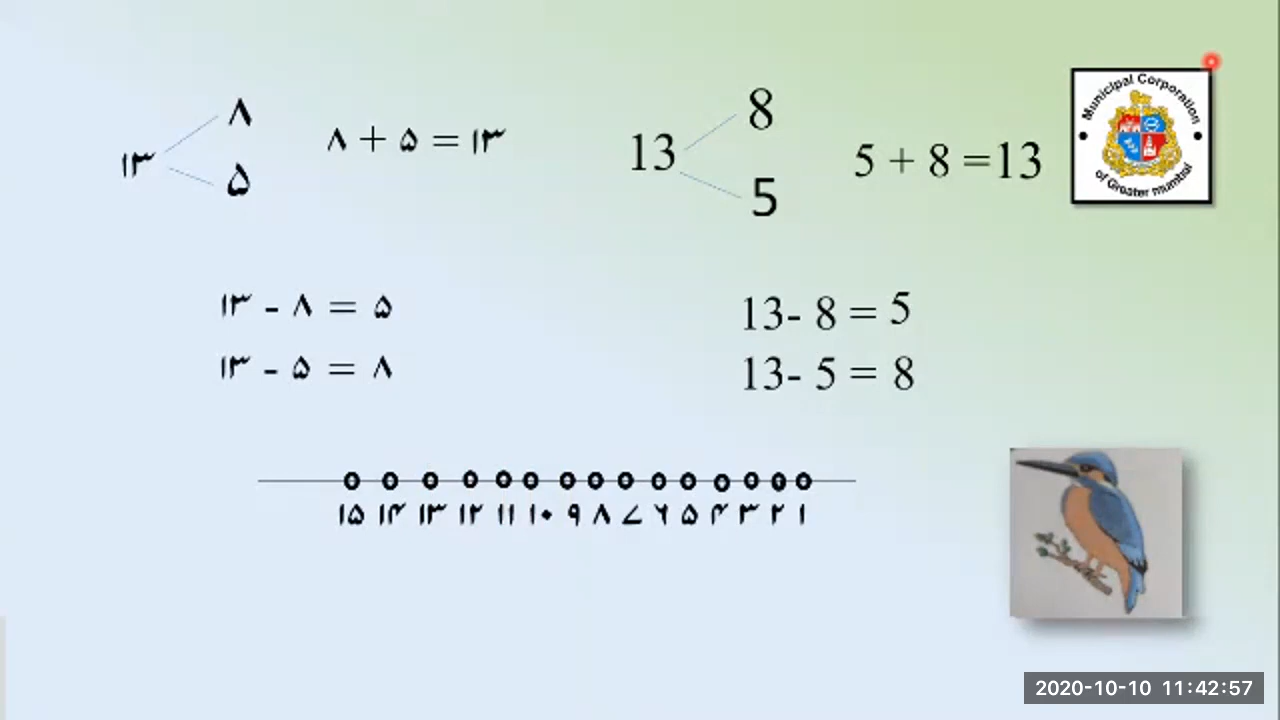 ۸
۱۳
۵
۸ + ۵ = ۱۳
8
13
5
5 + 8 =13
Municipal Corporation
of Greater mumbai
۱۳ - ۸ = ۵
۱۳ - ۵ = ۸
13- 8 = 5
13- 5 = 8
۱۵ ۱۴ ۱۳ ۱۲ ۱۱ ۱۰ ۹ ۸ ۷ ۶ ۵ ۴ ۳ ۲ ۱
2020-10-10 11:42:57